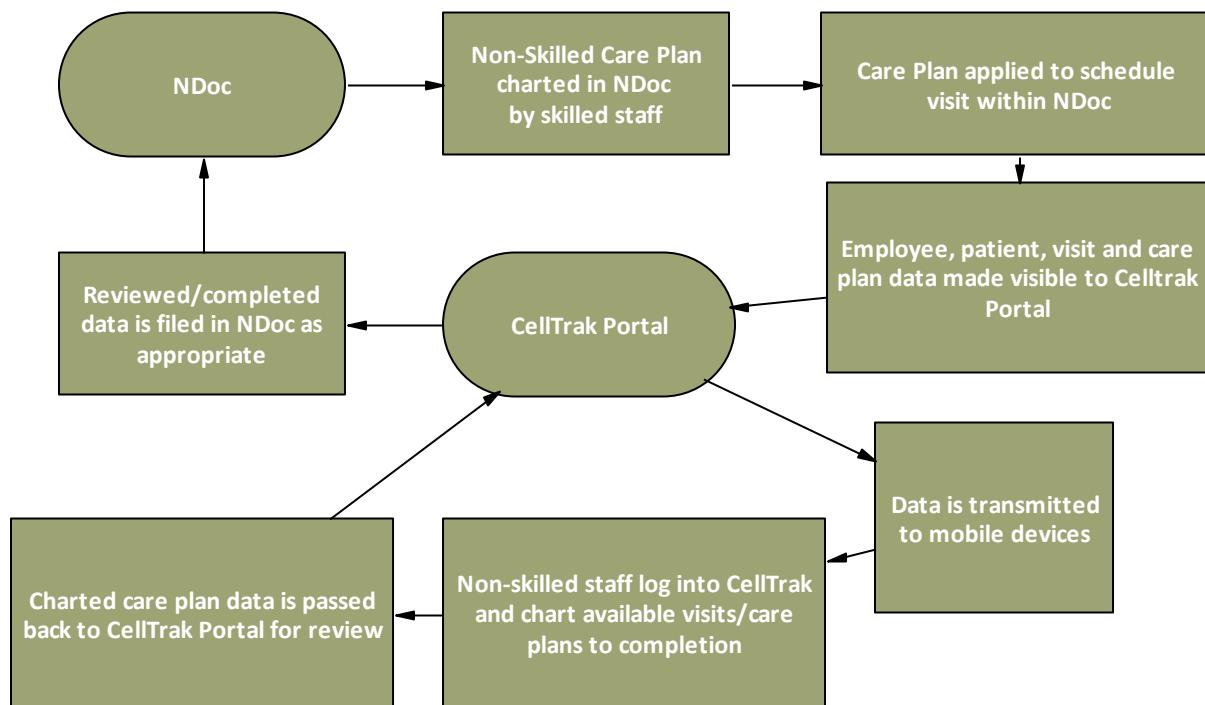 NDoc
Non-Skilled Care Plan
charted in NDoc
by skilled staff
Care Plan applied to schedule
visit within NDoc
Employee, patient, visit and care
plan data made visible to Celltrak
Portal
CellTrak Portal
Reviewed/completed
data is filed in NDoc as
appropriate
Data is transmitted
to mobile devices
Non-skilled staff log into CellTrak
and chart available visits/care
plans to completion
Charted care plan data is passed
back to CellTrak Portal for review